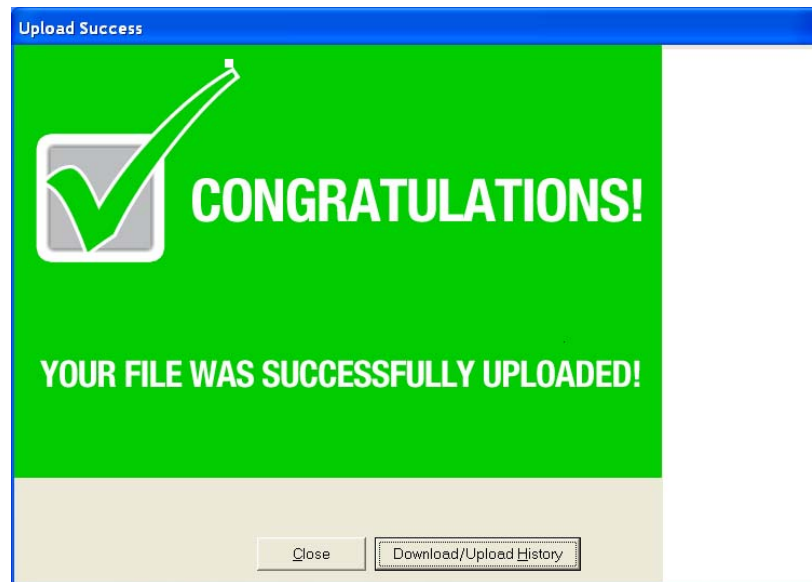 Upload Success
CONGRATULATIONS!
YOUR FILE WAS SUCCESSFULLY UPLOADED!
Close
Download/Upload History